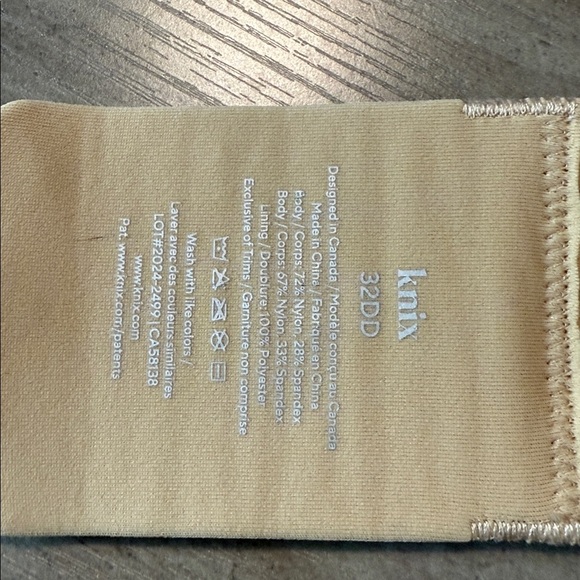 knix
32DD
Designed in Canada / Modèle conçu au Canada
Made in China / Fabriqué en China
Body / Corps: 72% Nylon, 28% Spandex
Body / Corps: 67% Nylon, 33% Spandex
Lining / Doublure: 100% Polyester
Exclusive of Trims / Garniture non comprise
Wash with like colors /
Laver avec des couleurs similaires
LOT#2024-2499 | CA58138
www.knix.com
Pat. www.knix.com/patents